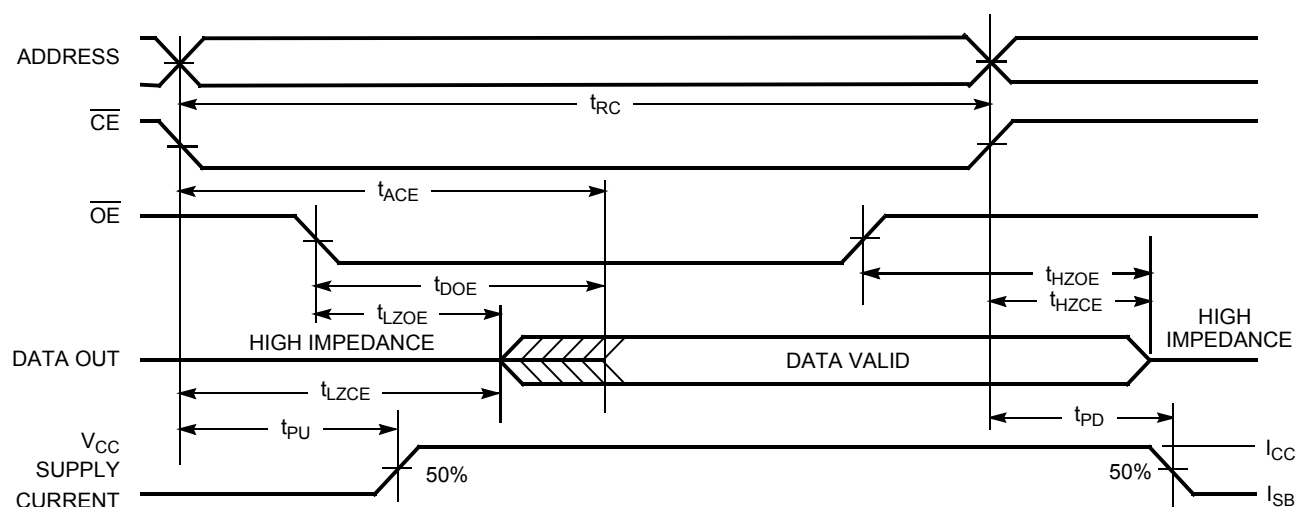 ADDRESS
tRC
CE
tACE
OE
tDOE
tHZOE
tLZOE
tHZCE
HIGH IMPEDANCE
HIGH
IMPEDANCE
DATA OUT
DATA VALID
tLZCE
tPU
tPD
VCC
SUPPLY
CURRENT
50%
50%
ICC
ISB